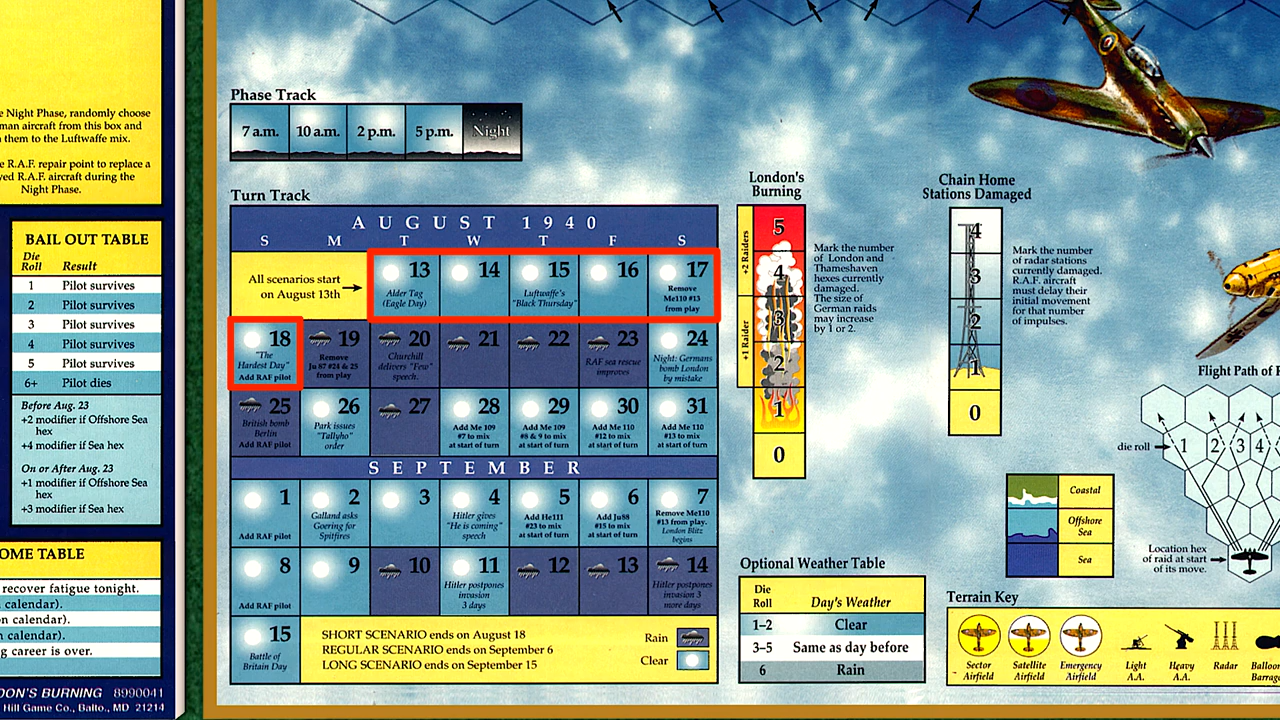 e Night Phase, randomly choose
man aircraft from this box and
them to the Luftwaffe mix.
e R.A.F. repair point to replace a
yed R.A.F. aircraft during the
Night Phase.
BAIL OUT TABLE
Die
Roll Result
1 Pilot survives
2 Pilot survives
3 Pilot survives
4 Pilot survives
5 Pilot survives
6+ Pilot dies
Before Aug. 23
+2 modifier if Offshore Sea
hex
+4 modifier if Sea hex
On or After Aug. 23
+1 modifier if Offshore Sea
hex
+3 modifier if Sea hex
OME TABLE
recover fatigue tonight.
calendar).
on calendar).
n calendar).
g career is over.
DON'S BURNING 8990041
Hill Game Co., Balto., MD 21214
Phase Track
7 a.m. 10 a.m. 2 p.m. 5 p.m. Night
Turn Track
AUGUST 1940
S M T W T F S
All scenarios start
on August 13th
13
Alder Tag
(Eagle Day)
14
15
Luftwaffe's
"Black Thursday"
16
17
Remove
Me110 #13
from play
18
"The
Hardest Day"
Add RAF pilot
19
Remove
Ju 87 #24 & 25
from play
20
Churchill
delivers "Few"
speech.
21
22
23
RAF sea rescue
improves
24
Night: Germans
bomb London
by mistake
25
British bomb
Berlin
Add RAF pilot
26
Park issues
"Tallyho"
order
27
28
Add Me 109
#7 to mix
at start of turn
29
Add Me 109
#8 & 9 to mix
at start of turn
30
Add Me 110
#12 to mix
at start of turn
31
Add Me 110
#13 to mix
at start of turn
SEPTEMBER
1
Add RAF pilot
2
Galland asks
Goering for
Spitfires
3
4
Hitler gives
"He is coming"
speech
5
Add He111
#23 to mix
at start of turn
6
Add Ju88
#15 to mix
at start of turn
7
Remove Me110
#13 from play.
London Blitz
begins
8
Add RAF pilot
9
10
11
Hitler postpones
invasion
3 days
12
13
14
Hitler postpones
invasion 3
more days
15
Battle of
Britain Day
SHORT SCENARIO ends on August 18
REGULAR SCENARIO ends on September 6
LONG SCENARIO ends on September 15
Rain
Clear
London's
Burning
+2 Raiders
+1 Raider
5
4
3
2
1
0
Mark the number
of London and
Thameshaven
hexes currently
damaged.
The size of
German raids
may increase
by 1 or 2.
Chain Home
Stations Damaged
4
3
2
1
0
Mark the number
of radar stations
currently damaged.
R.A.F. aircraft
must delay their
initial movement
for that number
of impulses.
Optional Weather Table
Die
Roll Day's Weather
1–2 Clear
3–5 Same as day before
6 Rain
Coastal
Offshore
Sea
Sea
Flight Path of
die roll 1 2 3 4
Location hex
of raid at start
of its move.
Terrain Key
Sector
Airfield
Satellite
Airfield
Emergency
Airfield
Light
A.A.
Heavy
A.A.
Radar
Balloon
Barrag